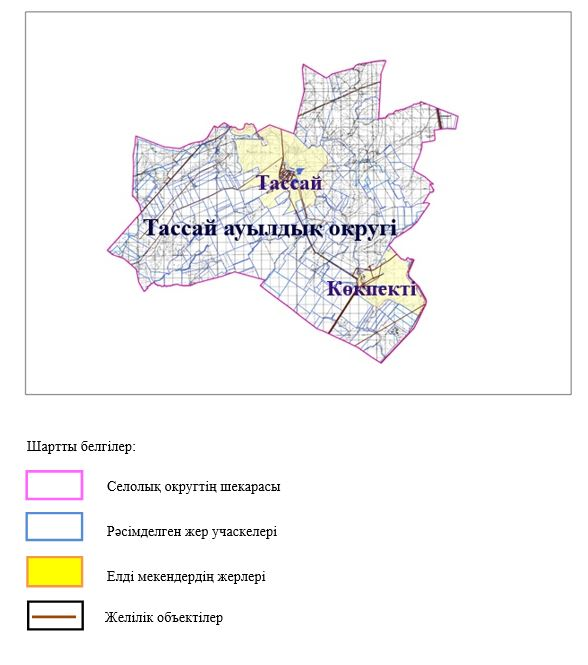 Тассай
Тассай ауылдық округі
Көкпекті
Шартты белгілер:
Селолық округтің шекарасы
Рәсімделген жер учаскелері
Елді мекендердің жерлері
Желілік объектілер